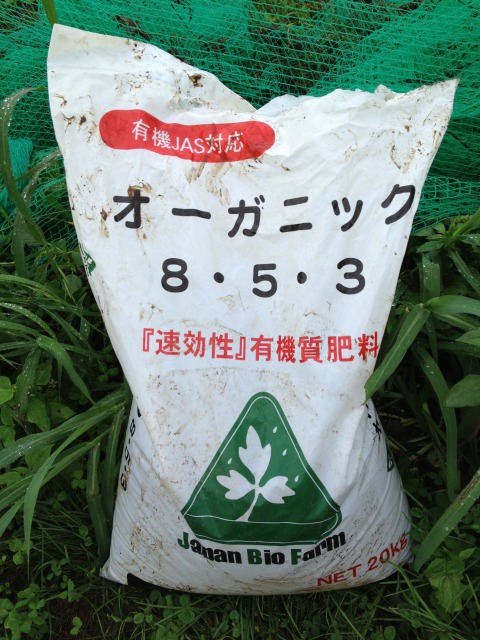 有機JAS対応
オーガニック
8・5・3
『速効性』有機質肥料
Japan Bio Farm
NET 20KG